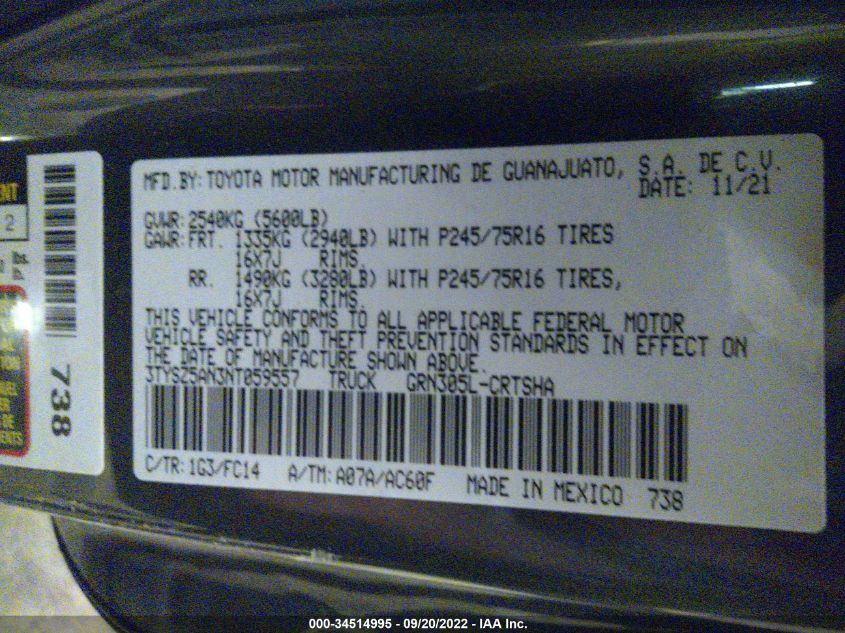 MFD. BY: TOYOTA MOTOR MANUFACTURING DE GUANAJUATO, S.A. DE C.V.
DATE: 11/21
GVWR: 2540KG (5600LB)
GAWR: FRT. 1335KG (2940LB) WITH P245/75R16 TIRES
16X7J RIMS,
RR. 1490KG (3280LB) WITH P245/75R16 TIRES,
16X7J RIMS.
THIS VEHICLE CONFORMS TO ALL APPLICABLE FEDERAL MOTOR
VEHICLE SAFETY AND THEFT PREVENTION STANDARDS IN EFFECT ON
THE DATE OF MANUFACTURE SHOWN ABOVE.
3TYSZ5AN3NT059557 TRUCK GRN305L-CRTSHA
C/TR: 1G3/FC14 A/TM: A07A/AC60F MADE IN MEXICO 738
2
lbs.
lb.
738
000-34514995 - 09/20/2022 - IAA Inc.